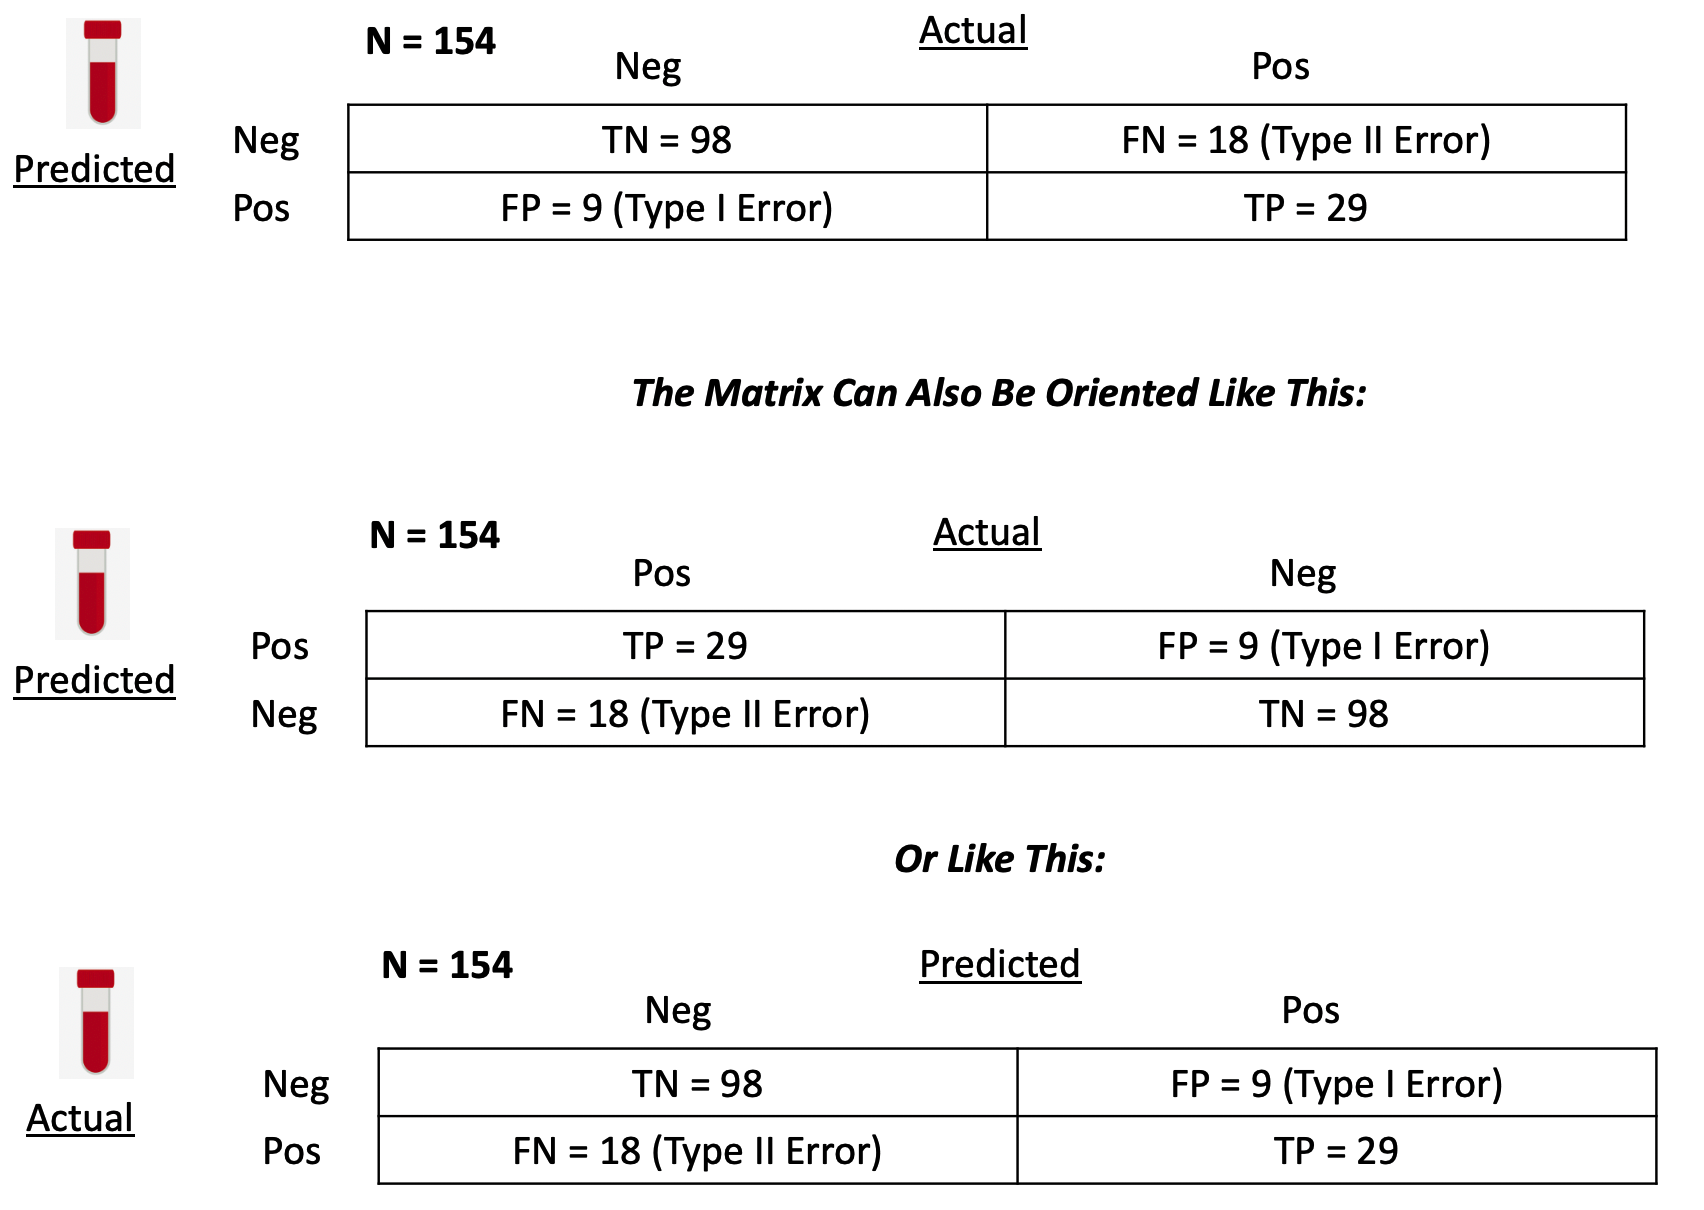 N = 154
Actual
Neg Pos
Predicted
Neg TN = 98 FN = 18 (Type II Error)
Pos FP = 9 (Type I Error) TP = 29
The Matrix Can Also Be Oriented Like This:
N = 154
Actual
Pos Neg
Predicted
Pos TP = 29 FP = 9 (Type I Error)
Neg FN = 18 (Type II Error) TN = 98
Or Like This:
N = 154
Predicted
Neg Pos
Actual
Neg TN = 98 FP = 9 (Type I Error)
Pos FN = 18 (Type II Error) TP = 29